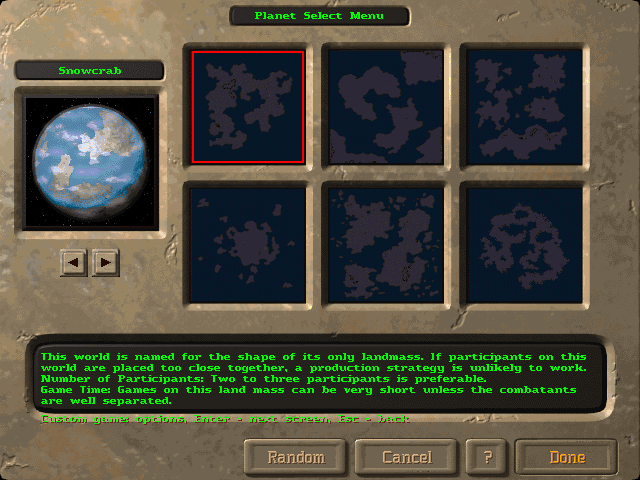 Planet Select Menu
Snowcrab
This world is named for the shape of its only landmass. If participants on this
world are placed too close together, a production strategy is unlikely to work.
Number of Participants: Two to three participants is preferable.
Game Time: Games on this land mass can be very short unless the combatants
are well separated.
Custom game: options, Enter - next screen, Esc - back
Random
Cancel
?
Done